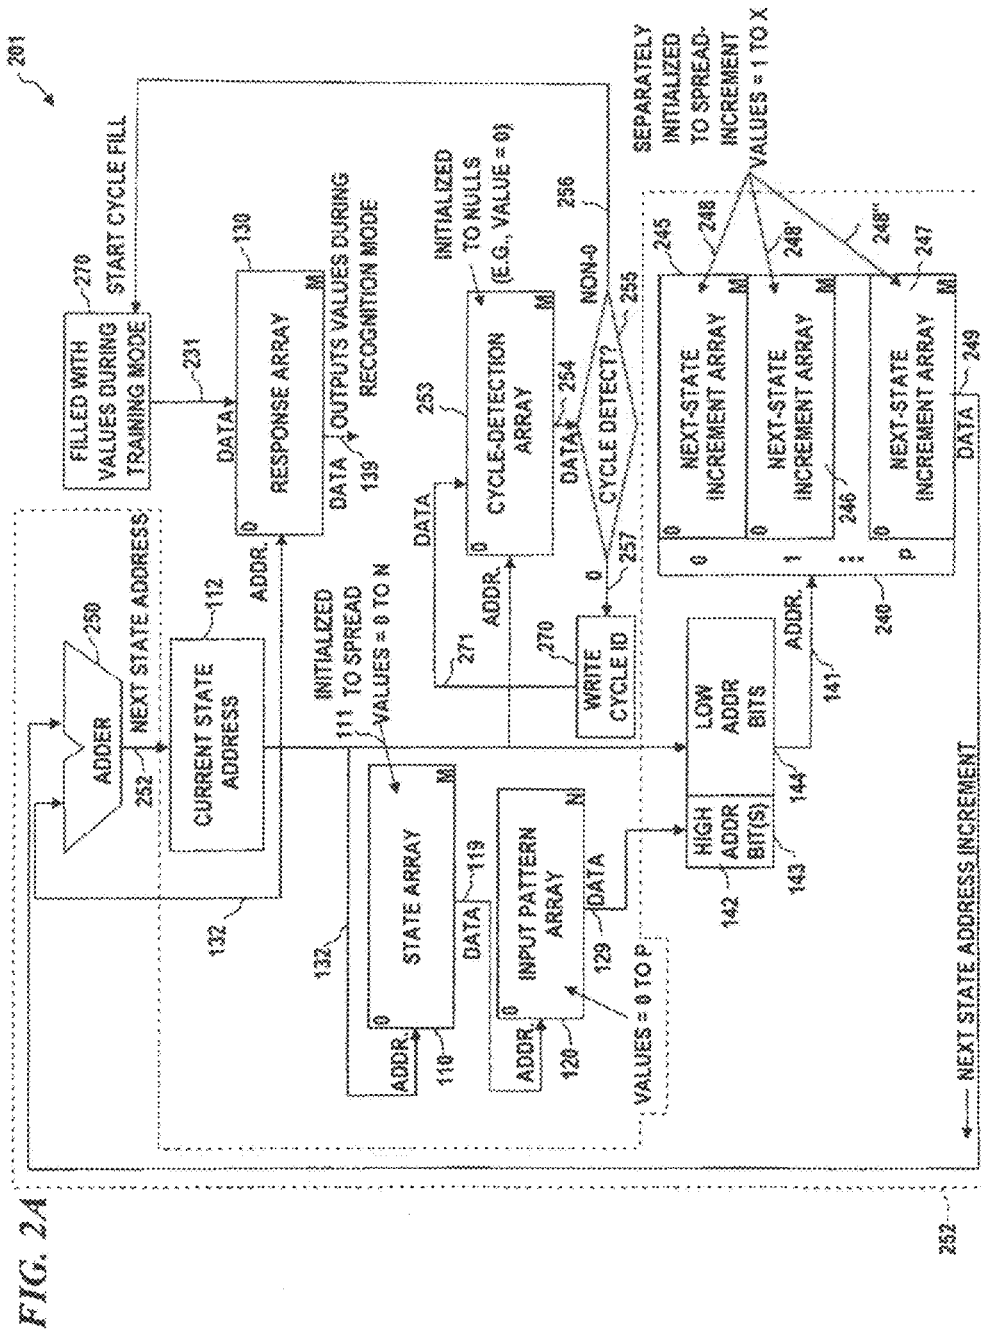 FIG. 2A
201
252
NEXT STATE ADDRESS INCREMENT
ADDER
250
132
252
NEXT STATE ADDRESS
CURRENT STATE
ADDRESS
112
270
FILLED WITH
VALUES DURING
TRAINING MODE
START CYCLE FILL
231
DATA
ADDR.
0
RESPONSE ARRAY
M
130
DATA
139
OUTPUTS VALUES DURING
RECOGNITION MODE
132
ADDR.
110
0
STATE ARRAY
M
111
INITIALIZED
TO SPREAD
VALUES = 0 TO N
DATA
119
ADDR.
120
0
INPUT PATTERN
ARRAY
N
129
DATA
VALUES = 0 TO P
271
DATA
ADDR.
253
0
CYCLE-DETECTION
ARRAY
M
INITIALIZED
TO NULLS
(E.G., VALUE = 0)
DATA
254
CYCLE DETECT?
NON-0
255
256
0
257
270
WRITE
CYCLE ID
142
HIGH
ADDR
BIT(S)
143
LOW
ADDR
BITS
144
141
ADDR.
240
0
1
P
0
NEXT-STATE
INCREMENT ARRAY
M
245
0
NEXT-STATE
INCREMENT ARRAY
M
246
0
NEXT-STATE
INCREMENT ARRAY
M
247
248
248'
248"
SEPARATELY
INITIALIZED
TO SPREAD-
INCREMENT
VALUES = 1 TO X
DATA
249